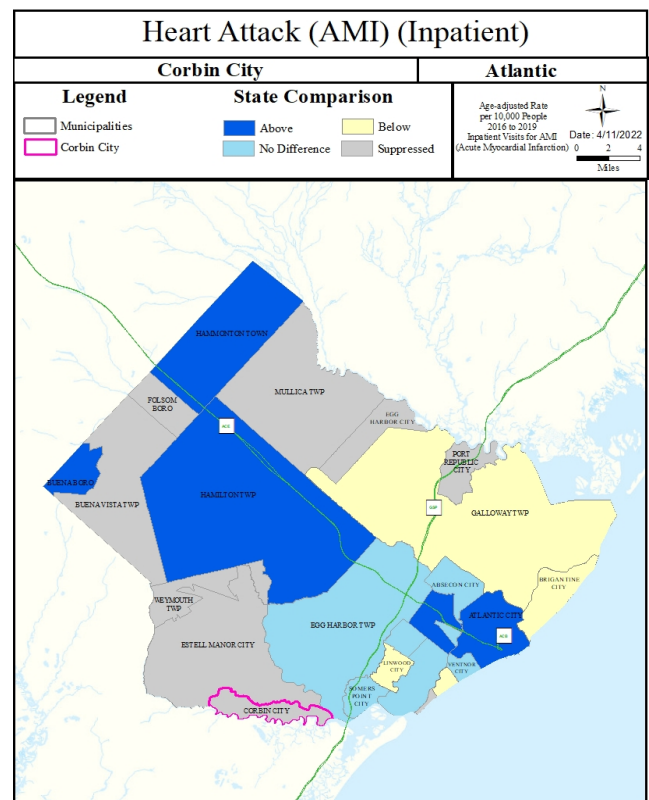 Heart Attack (AMI) (Inpatient)
Corbin City
Atlantic
Legend
Municipalities
Corbin City
State Comparison
Above
Below
No Difference
Suppressed
Age-adjusted Rate
per 10,000 People
2016 to 2019
Inpatient Visits for AMI
(Acute Myocardial Infarction)
N
Date: 4/11/2022
0 2 4
Miles
HAMMONTON TOWN
MULLICA TWP
FOLSOM
BORO
EGG
HARBOR CITY
PORT
REPUBLIC
CITY
BUENA BORO
HAMILTON TWP
BUENA VISTA TWP
GALLOWAY TWP
ABSECON CITY
BRIGANTINE
CITY
WEYMOUTH
TWP
ATLANTIC CITY
EGG HARBOR TWP
ESTELL MANOR CITY
LINWOOD
CITY
VENTNOR
CITY
SOMERS
POINT
CITY
CORBIN CITY